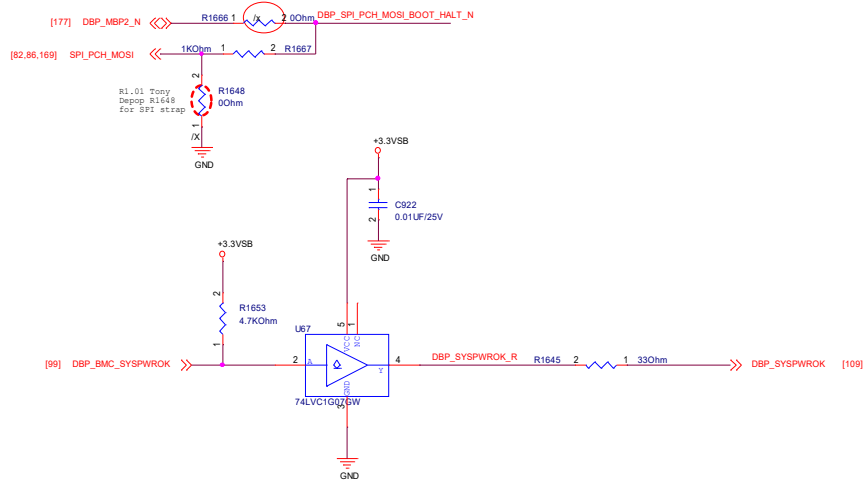 R1666 1 /x 2 0Ohm DBP_SPI_PCH_MOSI_BOOT_HALT_N
[177] DBP_MBP2_N
[82,86,169] SPI_PCH_MOSI 1KOhm 1 2 R1667
2
R1.01 Tony
Depop R1648
for SPI strap
R1648
0Ohm
1
/X
GND
+3.3VSB
1
C922
0.01UF/25V
2
GND
+3.3VSB
2
R1653
4.7KOhm
1
U67
5 1
VCC NC
[99] DBP_BMC_SYSPWROK 2 A Y 4 DBP_SYSPWROK_R R1645 2 1 33Ohm DBP_SYSPWROK [109]
GND
74LVC1G07GW
3
GND